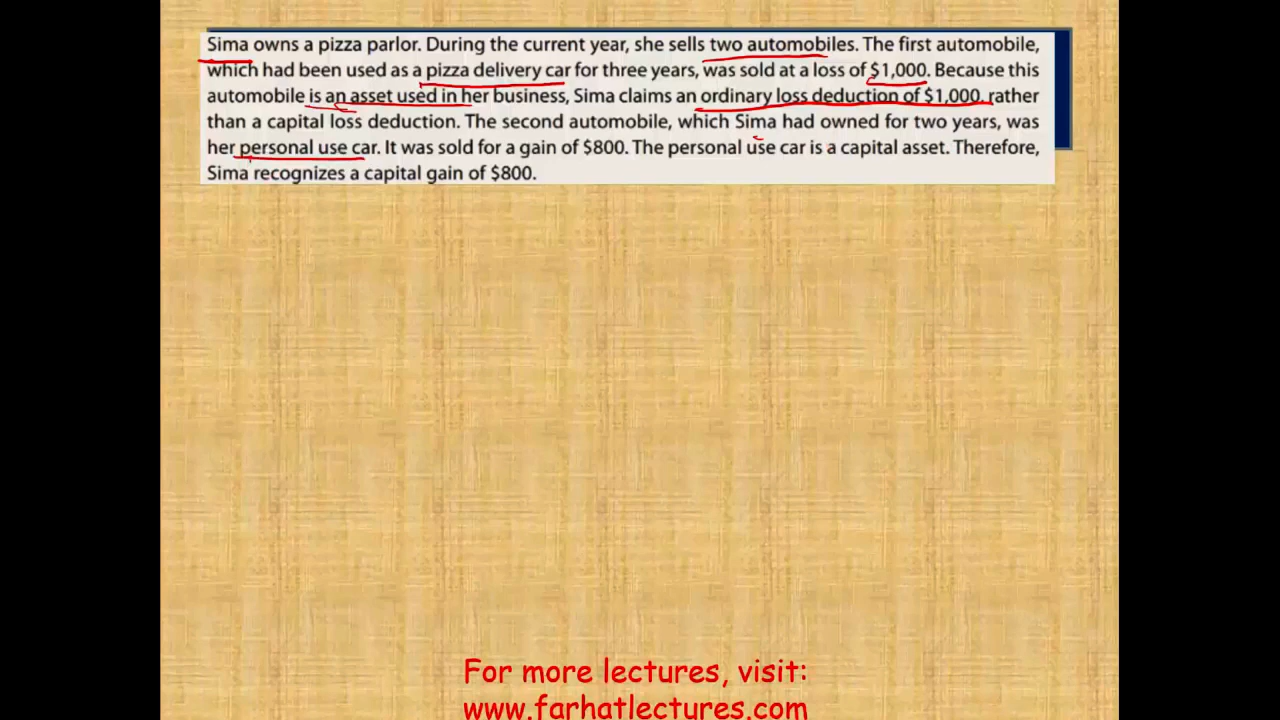 Sima owns a pizza parlor. During the current year, she sells two automobiles. The first automobile,
which had been used as a pizza delivery car for three years, was sold at a loss of $1,000. Because this
automobile is an asset used in her business, Sima claims an ordinary loss deduction of $1,000, rather
than a capital loss deduction. The second automobile, which Sima had owned for two years, was
her personal use car. It was sold for a gain of $800. The personal use car is a capital asset. Therefore,
Sima recognizes a capital gain of $800.
For more lectures, visit:
www.farhatlectures.com